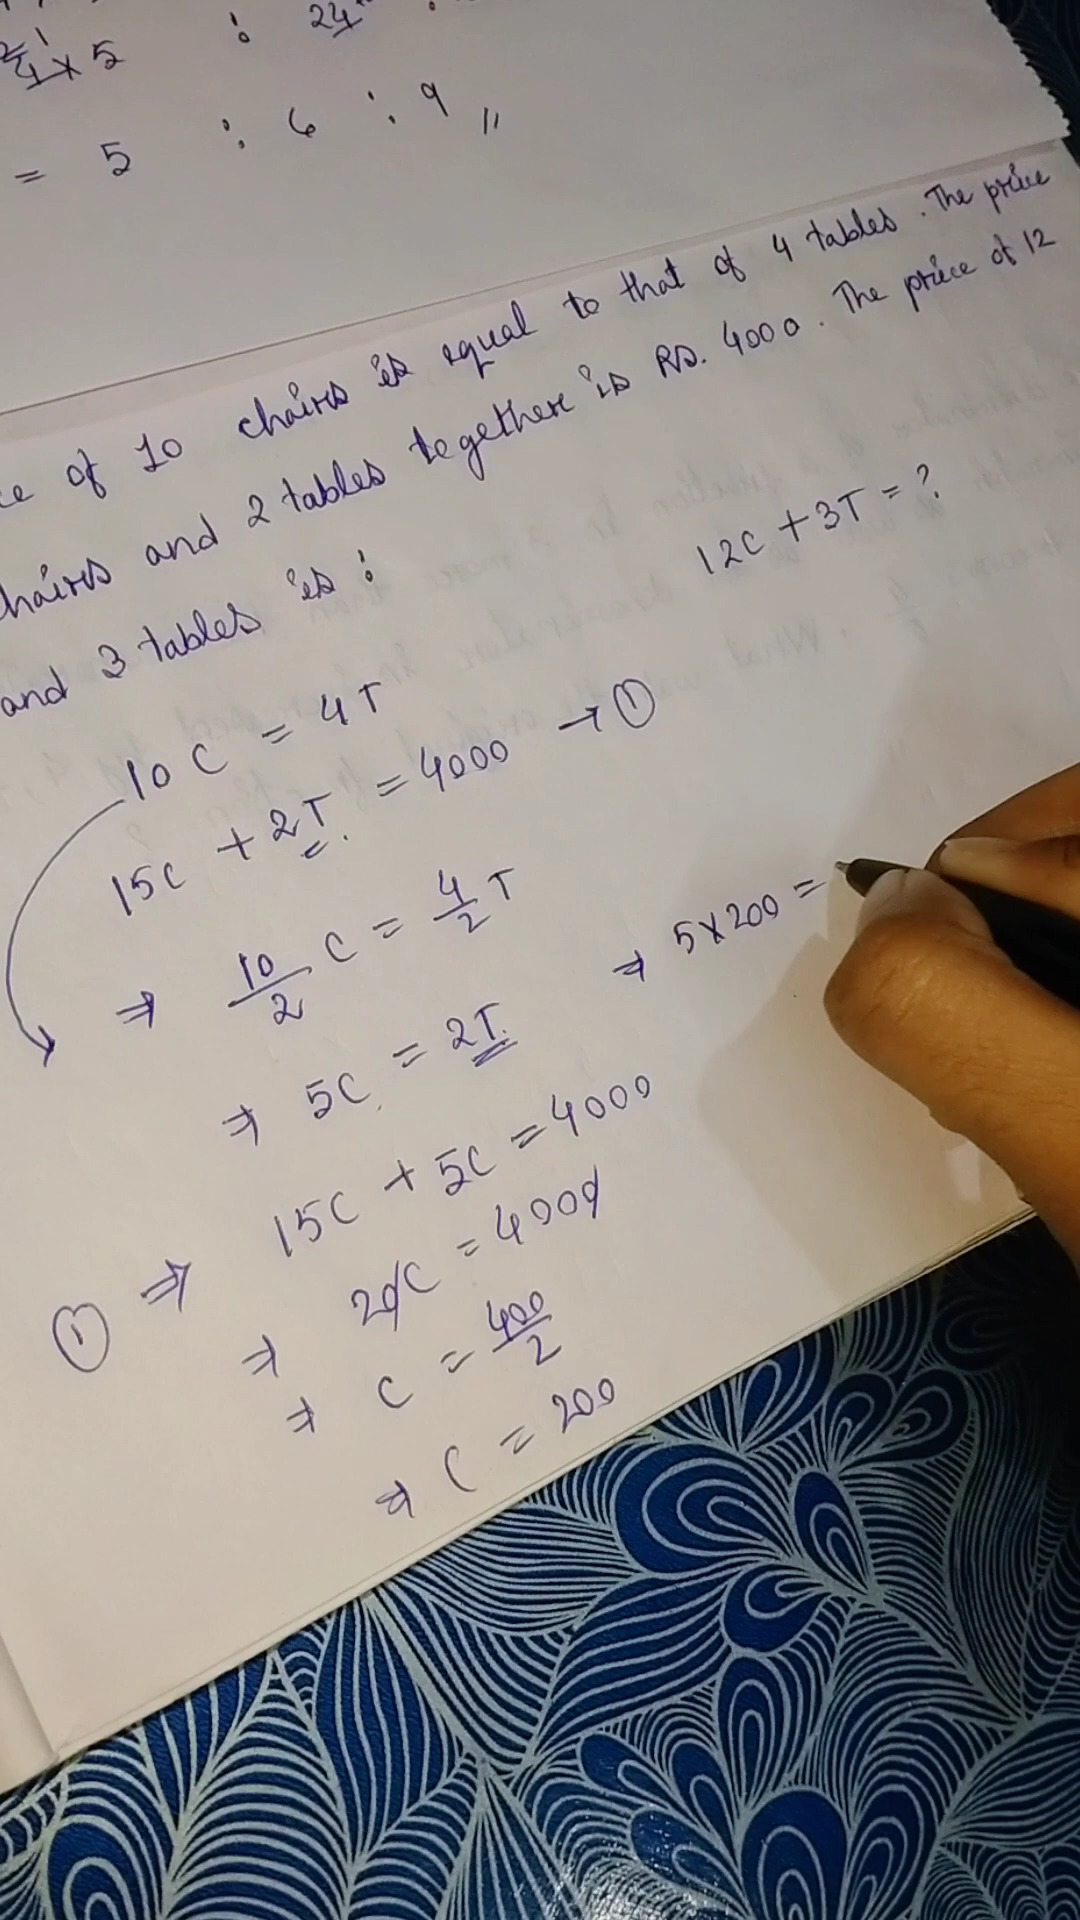 24
4 × 5 :
= 5 : 6 : 9 〃
The price
of 10 chairs is equal to that of 4 tables . The price of 12
chairs and 2 tables togethere is RS. 4000 .
and 3 tables is :
12C + 3T = ?
10 C = 4T
15C + 2T = 4000 → ①
⇒ 10/2 C = 4/2 T
⇒ 5 × 200 =
⇒ 5C = 2T.
① ⇒ 15C + 5C = 4000
⇒ 20C = 4000
⇒ C = 400/2
⇒ C = 200